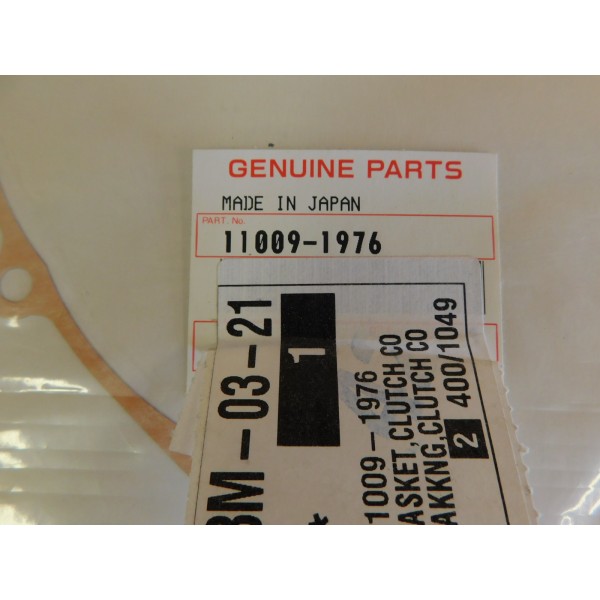 GENUINE PARTS
MADE IN JAPAN
PART. No.
11009-1976
BM-03-21
1
*
1009-1976
ASKET,CLUTCH CO
AKKNG,CLUTCH CO
2 400/1049